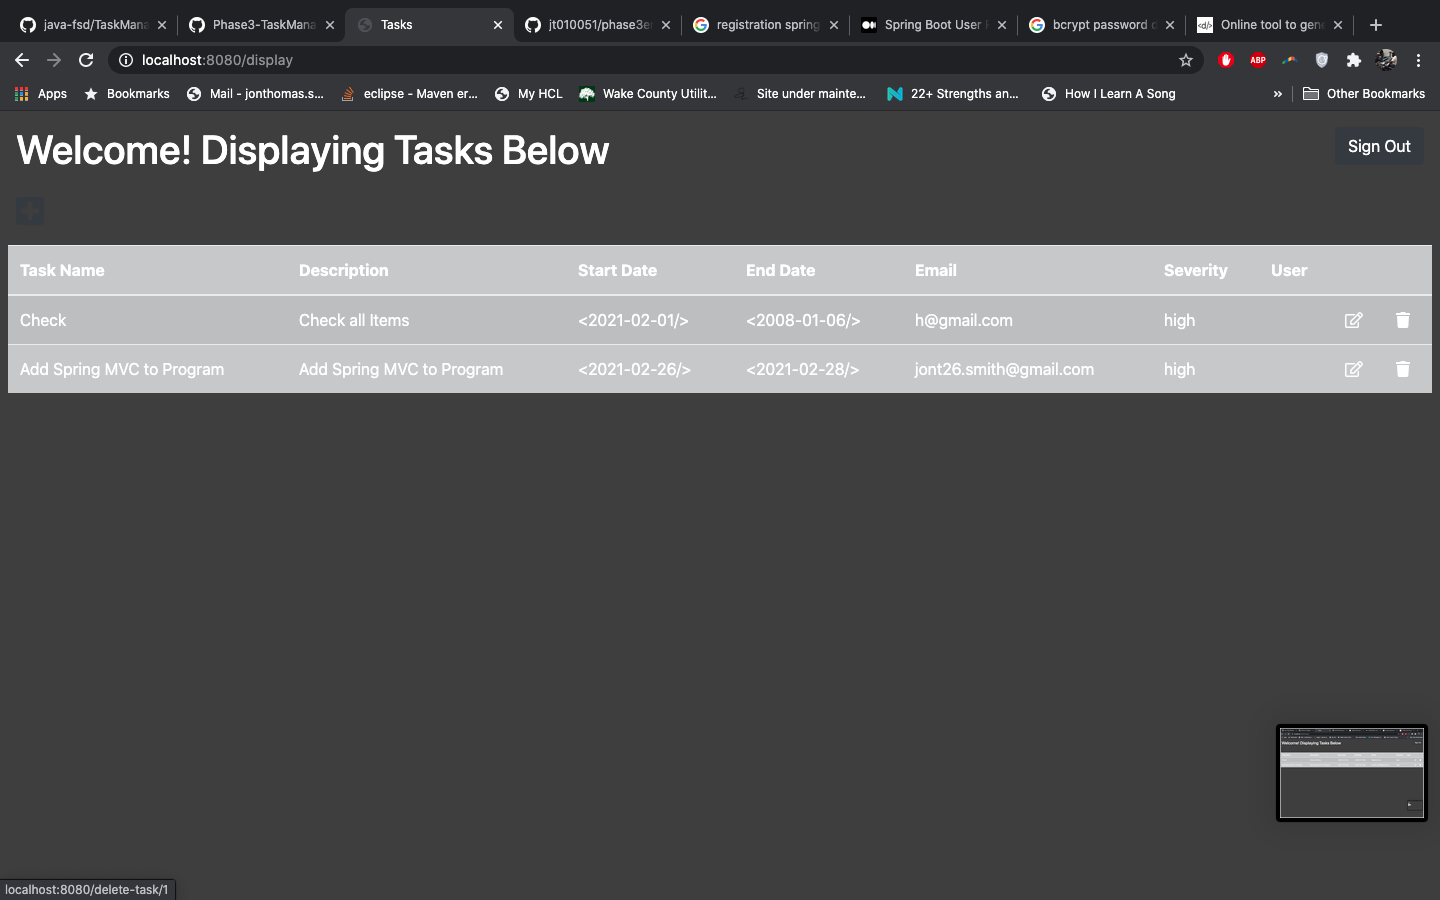 java-fsd/TaskMana
Phase3-TaskMana
Tasks
jt010051/phase3e
registration spring
Spring Boot User
bcrypt password
Online tool to gen
localhost:8080/display
ABP
Apps
Bookmarks
Mail - jonthomas.s...
eclipse - Maven er...
My HCL
Wake County Utilit...
Site under mainte...
22+ Strengths an...
How I Learn A Song
»
Other Bookmarks
Welcome! Displaying Tasks Below
Sign Out
Task Name Description Start Date End Date Email Severity User
Check Check all Items <2021-02-01/> <2008-01-06/> h@gmail.com high
Add Spring MVC to Program Add Spring MVC to Program <2021-02-26/> <2021-02-28/> jont26.smith@gmail.com high
Welcome! Displaying Tasks Below
localhost:8080/delete-task/1